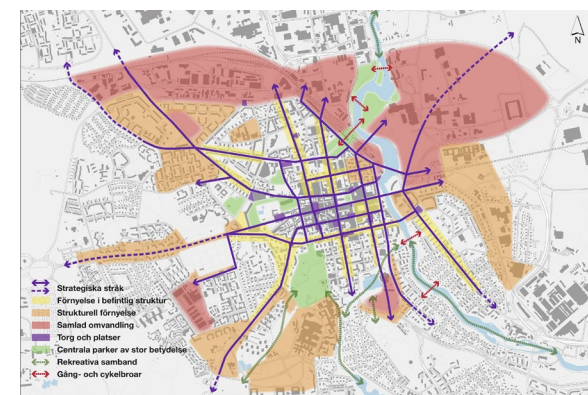 N
Strategiska stråk
Förnyelse i befintlig struktur
Strukturell förnyelse
Samlad omvandling
Torg och platser
Centrala parker av stor betydelse
Rekreativa samband
Gång- och cykelbroar